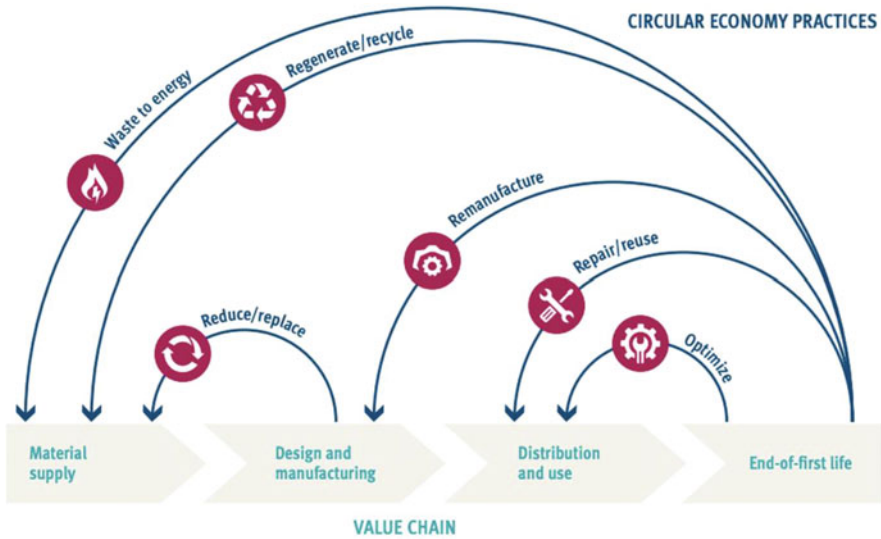 CIRCULAR ECONOMY PRACTICES
Waste to energy
Regenerate/recycle
Remanufacture
Repair/reuse
Reduce/replace
Optimize
Material
supply
Design and
manufacturing
Distribution
and use
End-of-first life
VALUE CHAIN